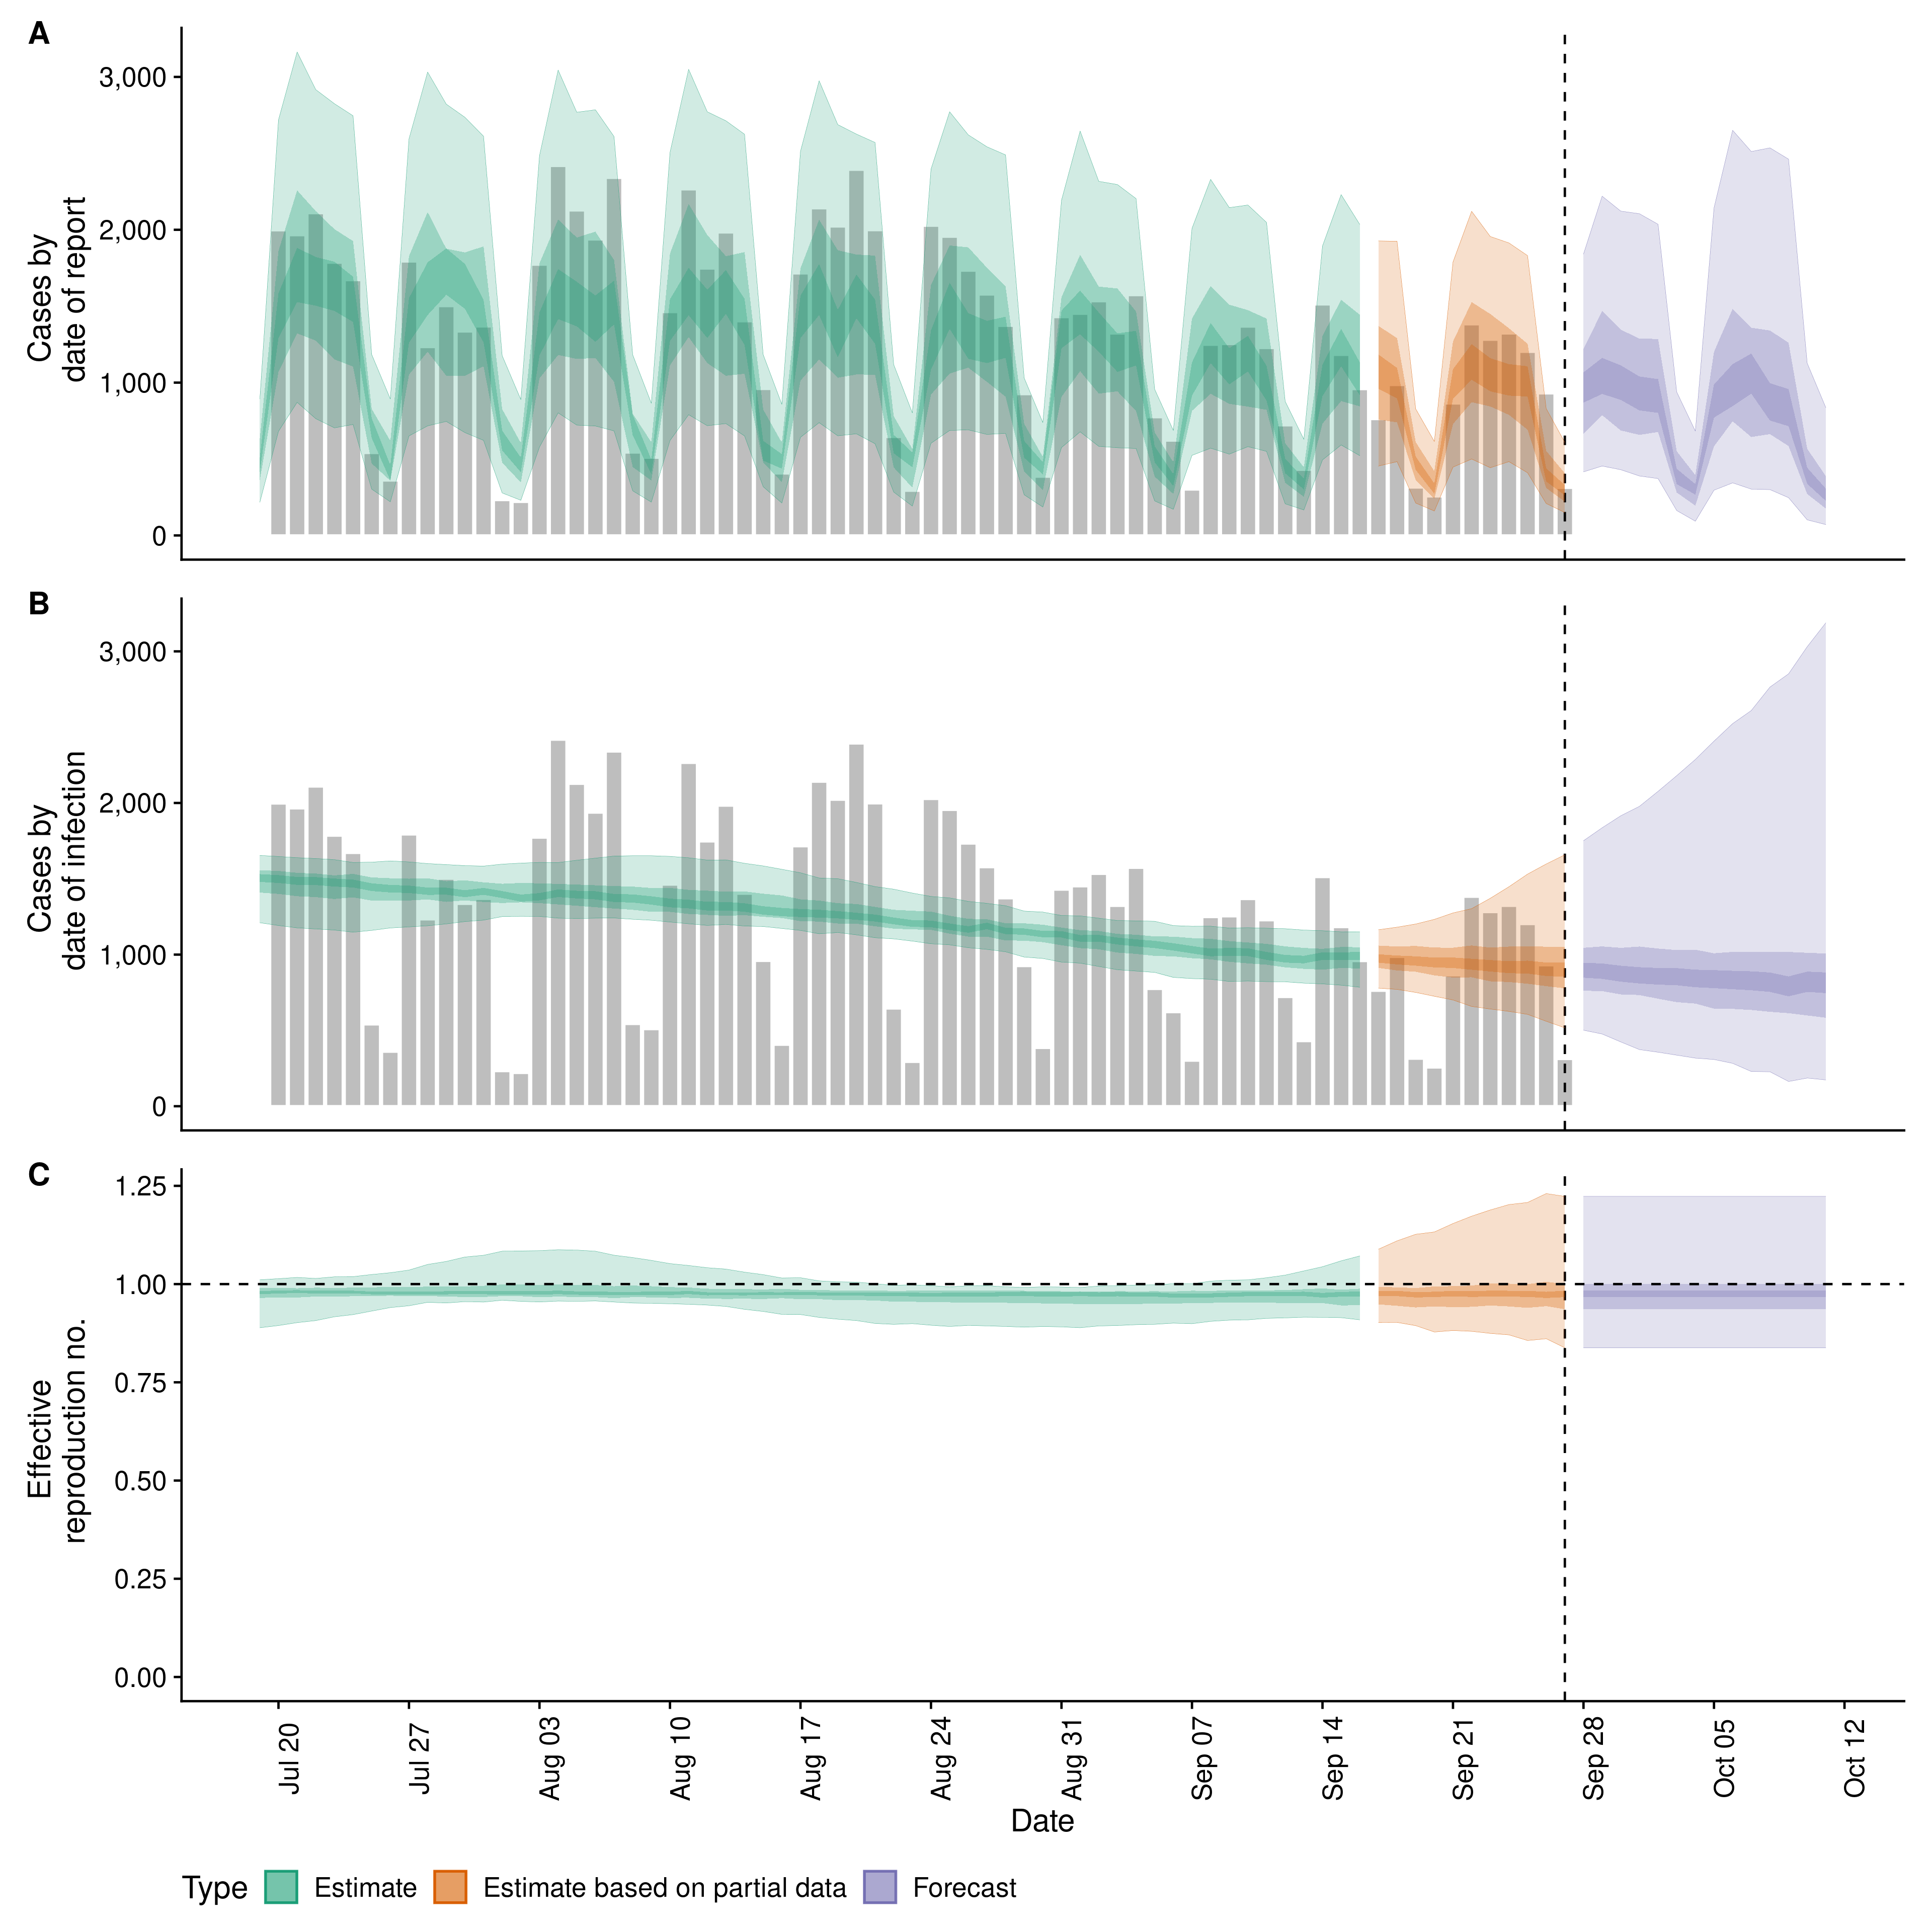 A
Cases by
date of report
3,000
2,000
1,000
0
B
Cases by
date of infection
3,000
2,000
1,000
0
C
Effective
reproduction no.
1.25
1.00
0.75
0.50
0.25
0.00
Jul 20
Jul 27
Aug 03
Aug 10
Aug 17
Aug 24
Aug 31
Sep 07
Sep 14
Sep 21
Sep 28
Oct 05
Oct 12
Date
Type Estimate Estimate based on partial data Forecast